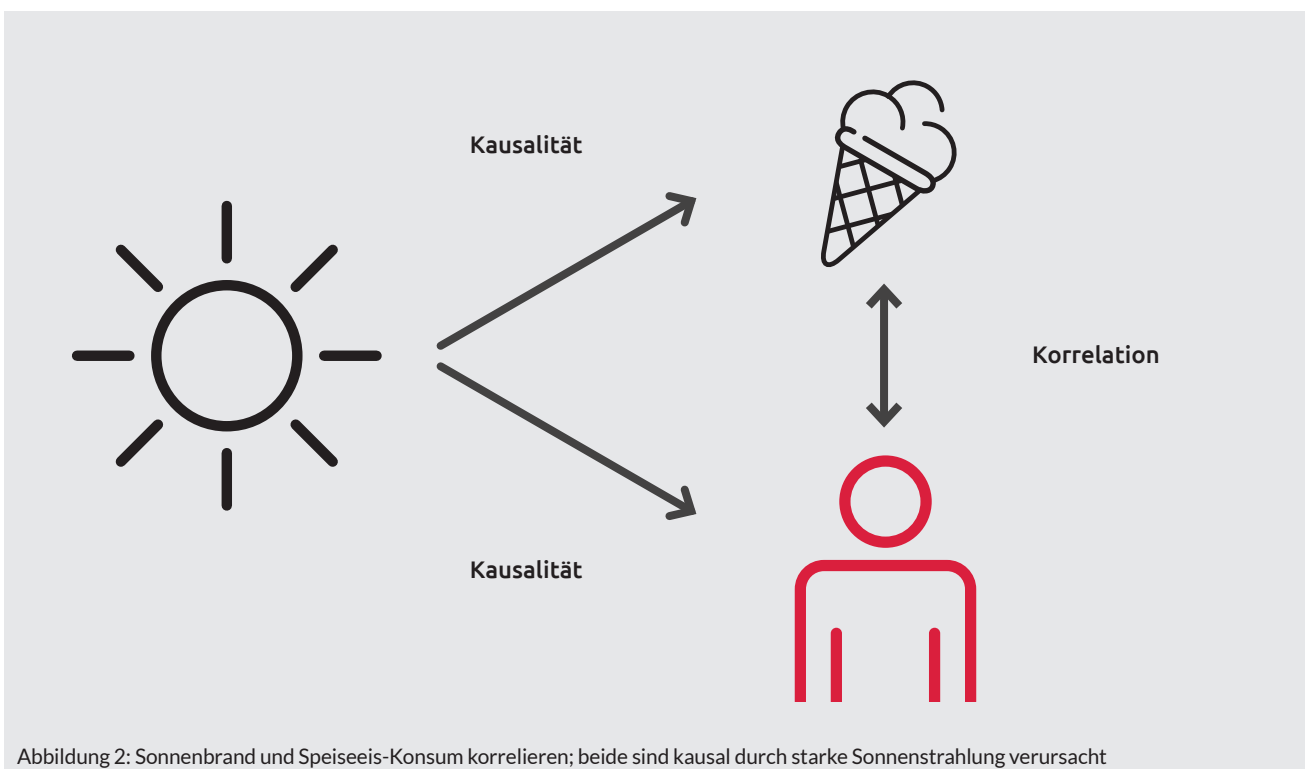 Kausalität
Korrelation
Kausalität
Abbildung 2: Sonnenbrand und Speiseeis-Konsum korrelieren; beide sind kausal durch starke Sonnenstrahlung verursacht